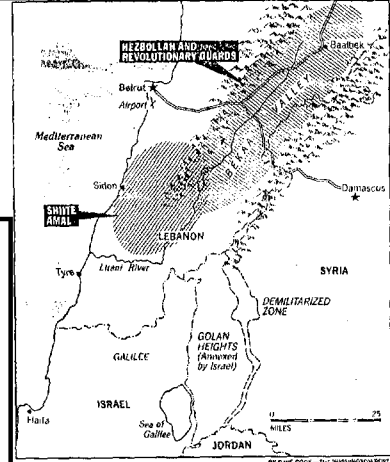 HEZBOLLAH AND
REVOLUTIONARY GUARDS
Baalbek
Beirut
Airport
VALLEY
BEKAA
Mediterranean
Sea
Sidon
Damascus
SHIITE
AMAL
LEBANON
Litani River
Tyre
SYRIA
DEMILITARIZED
ZONE
GOLAN
HEIGHTS
(Annexed
by Israel)
GALILEE
ISRAEL
Sea of
Galilee
Haifa
0 25
MILES
JORDAN